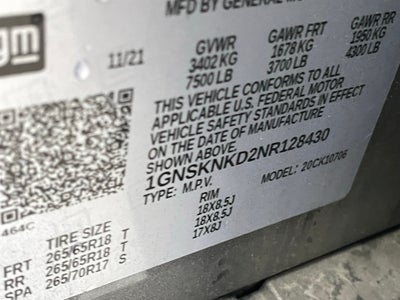 MFD BY GENERAL MO
gm
11/21
GVWR GAWR FRT GAWR RR
3402 KG 1678 KG 1950 KG
7500 LB 3700 LB 4300 LB
THIS VEHICLE CONFORMS TO ALL
APPLICABLE U.S. FEDERAL MOTOR
VEHICLE SAFETY STANDARDS IN EFFECT
ON THE DATE OF MANUFACTURE
SHOWN ABOVE.
1GNSKNKD2NR128430
TYPE: M.P.V. MODEL: 20CK10706
464C
TIRE SIZE RIM
FRT 265/65R18 T 18X8.5J
RR 265/65R18 T 18X8.5J
SPA 265/70R17 S 17X8J